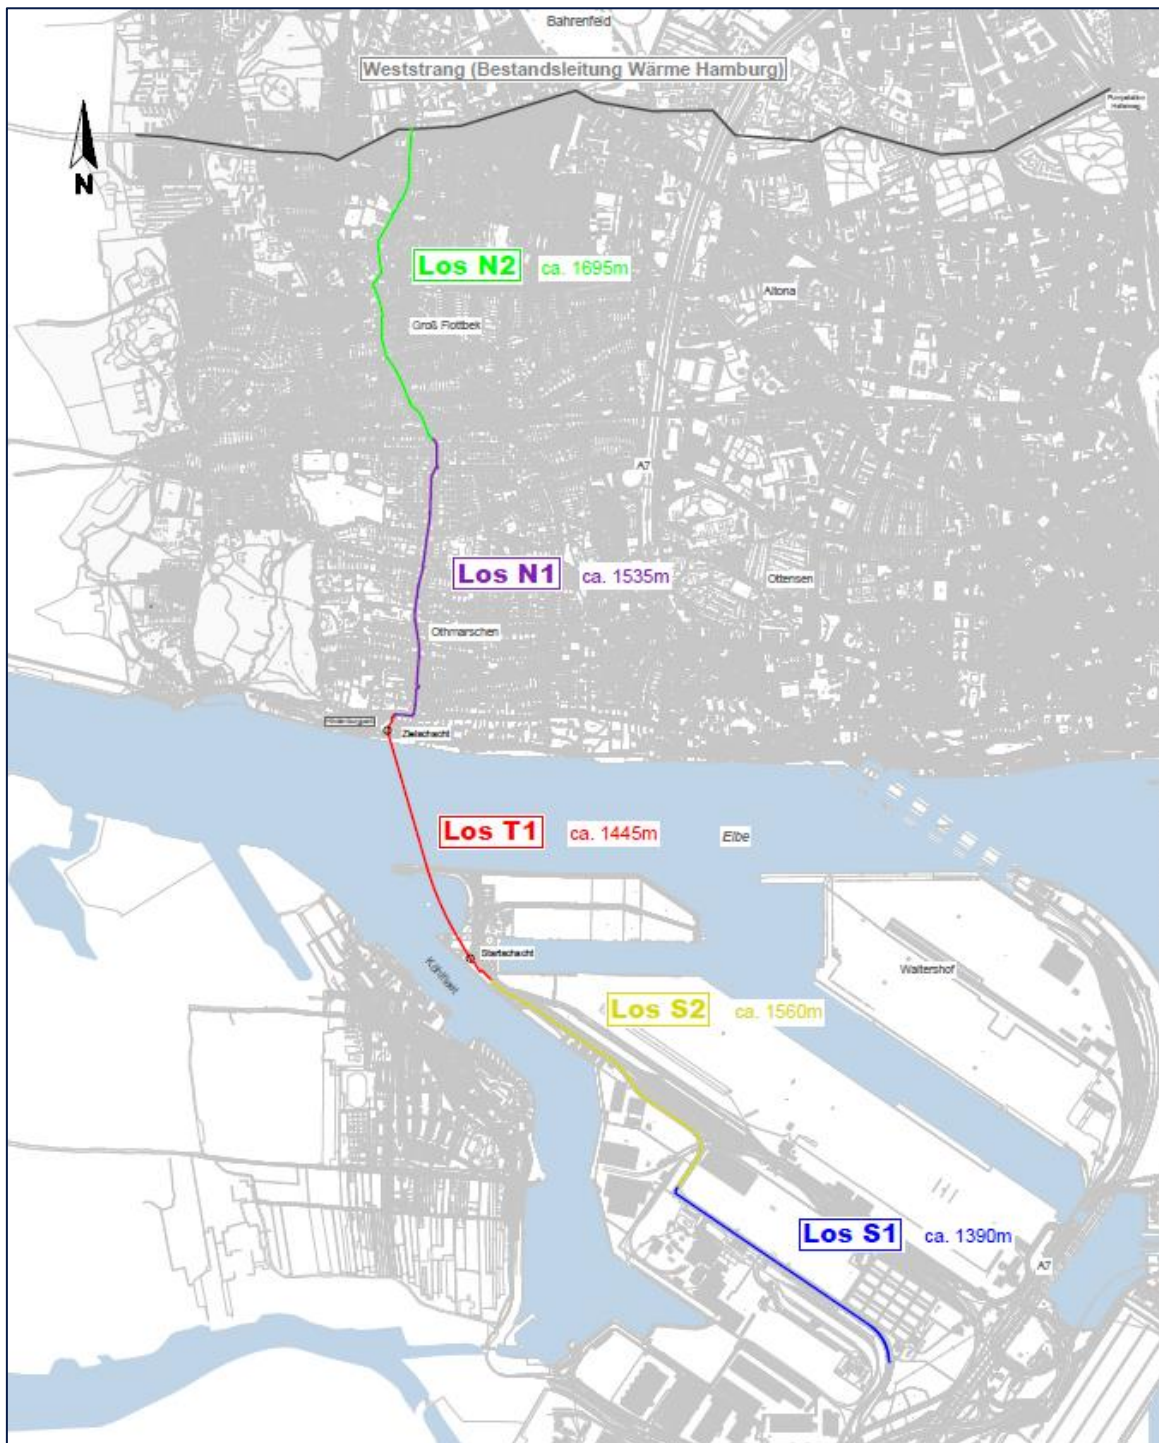 Bahrenfeld
Weststrang (Bestandsleitung Wärme Hamburg)
N
Los N2 ca. 1695m
Altona
Groß Flottbek
A7
Los N1 ca. 1535m
Ottensen
Othmarschen
Zielschacht
Los T1 ca. 1445m
Elbe
Startschacht
Köhlfleet
Waltershof
Los S2 ca. 1560m
Los S1 ca. 1390m
A7